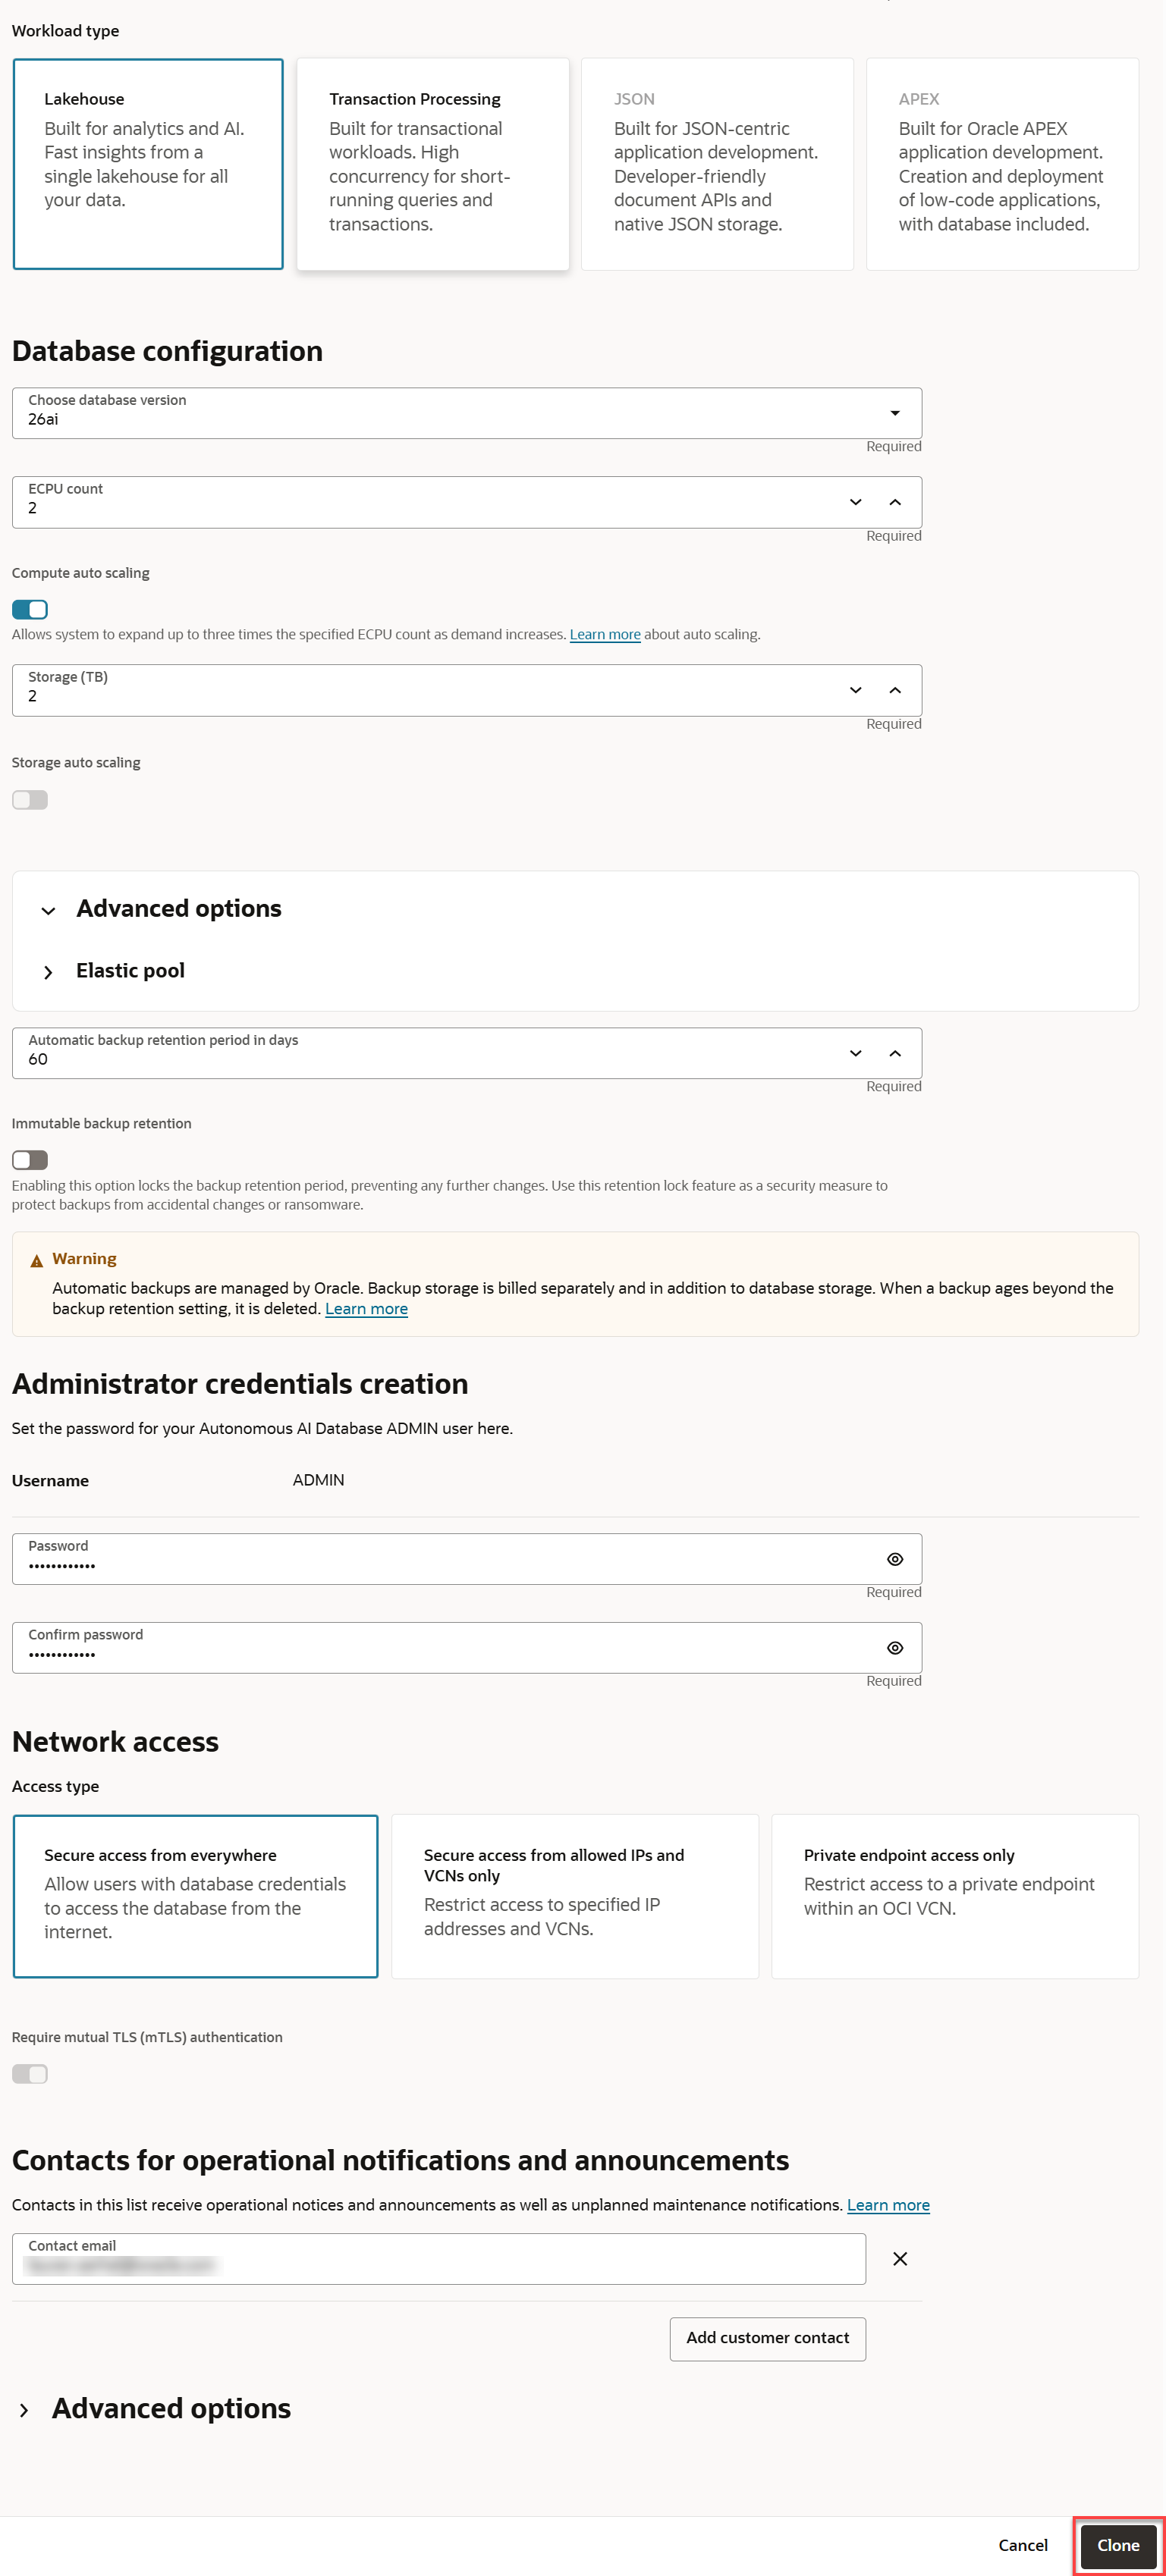 Workload type
Lakehouse
Built for analytics and AI.
Fast insights from a
single lakehouse for all
your data.
Transaction Processing
Built for transactional
workloads. High
concurrency for short-
running queries and
transactions.
JSON
Built for JSON-centric
application development.
Developer-friendly
document APIs and
native JSON storage.
APEX
Built for Oracle APEX
application development.
Creation and deployment
of low-code applications,
with database included.
Database configuration
Choose database version
26ai
Required
ECPU count
2
Required
Compute auto scaling
Allows system to expand up to three times the specified ECPU count as demand increases. Learn more about auto scaling.
Storage (TB)
2
Required
Storage auto scaling
Advanced options
Elastic pool
Automatic backup retention period in days
60
Required
Immutable backup retention
Enabling this option locks the backup retention period, preventing any further changes. Use this retention lock feature as a security measure to
protect backups from accidental changes or ransomware.
Warning
Automatic backups are managed by Oracle. Backup storage is billed separately and in addition to database storage. When a backup ages beyond the
backup retention setting, it is deleted. Learn more
Administrator credentials creation
Set the password for your Autonomous AI Database ADMIN user here.
Username ADMIN
Password
••••••••••••
Required
Confirm password
••••••••••••
Required
Network access
Access type
Secure access from everywhere
Allow users with database credentials
to access the database from the
internet.
Secure access from allowed IPs and
VCNs only
Restrict access to specified IP
addresses and VCNs.
Private endpoint access only
Restrict access to a private endpoint
within an OCI VCN.
Require mutual TLS (mTLS) authentication
Contacts for operational notifications and announcements
Contacts in this list receive operational notices and announcements as well as unplanned maintenance notifications. Learn more
Contact email
Add customer contact
Advanced options
Cancel
Clone